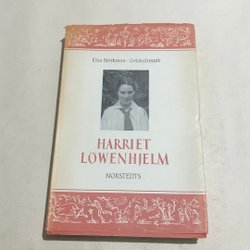 Elsa Björkman-Goldschmidt
HARRIET
LÖWENHJELM
NORSTEDTS